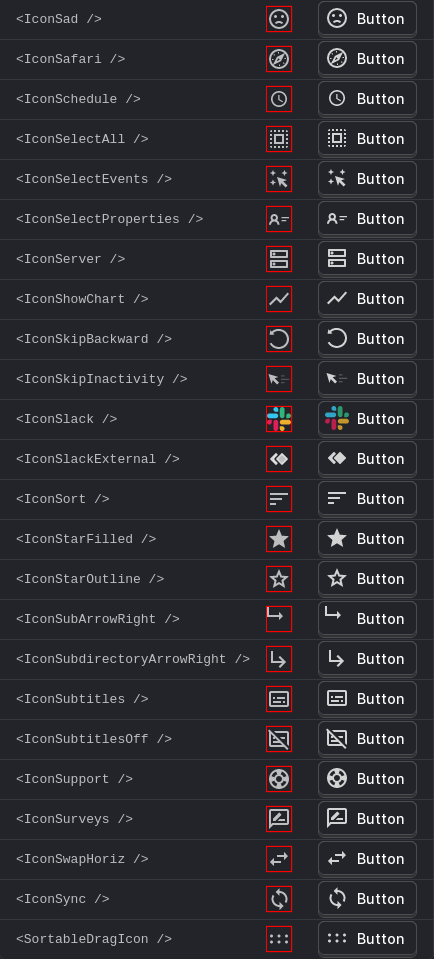 <IconSad /> Button
<IconSafari /> Button
<IconSchedule /> Button
<IconSelectAll /> Button
<IconSelectEvents /> Button
<IconSelectProperties /> Button
<IconServer /> Button
<IconShowChart /> Button
<IconSkipBackward /> Button
<IconSkipInactivity /> Button
<IconSlack /> Button
<IconSlackExternal /> Button
<IconSort /> Button
<IconStarFilled /> Button
<IconStarOutline /> Button
<IconSubArrowRight /> Button
<IconSubdirectoryArrowRight /> Button
<IconSubtitles /> Button
<IconSubtitlesOff /> Button
<IconSupport /> Button
<IconSurveys /> Button
<IconSwapHoriz /> Button
<IconSync /> Button
<SortableDragIcon /> Button